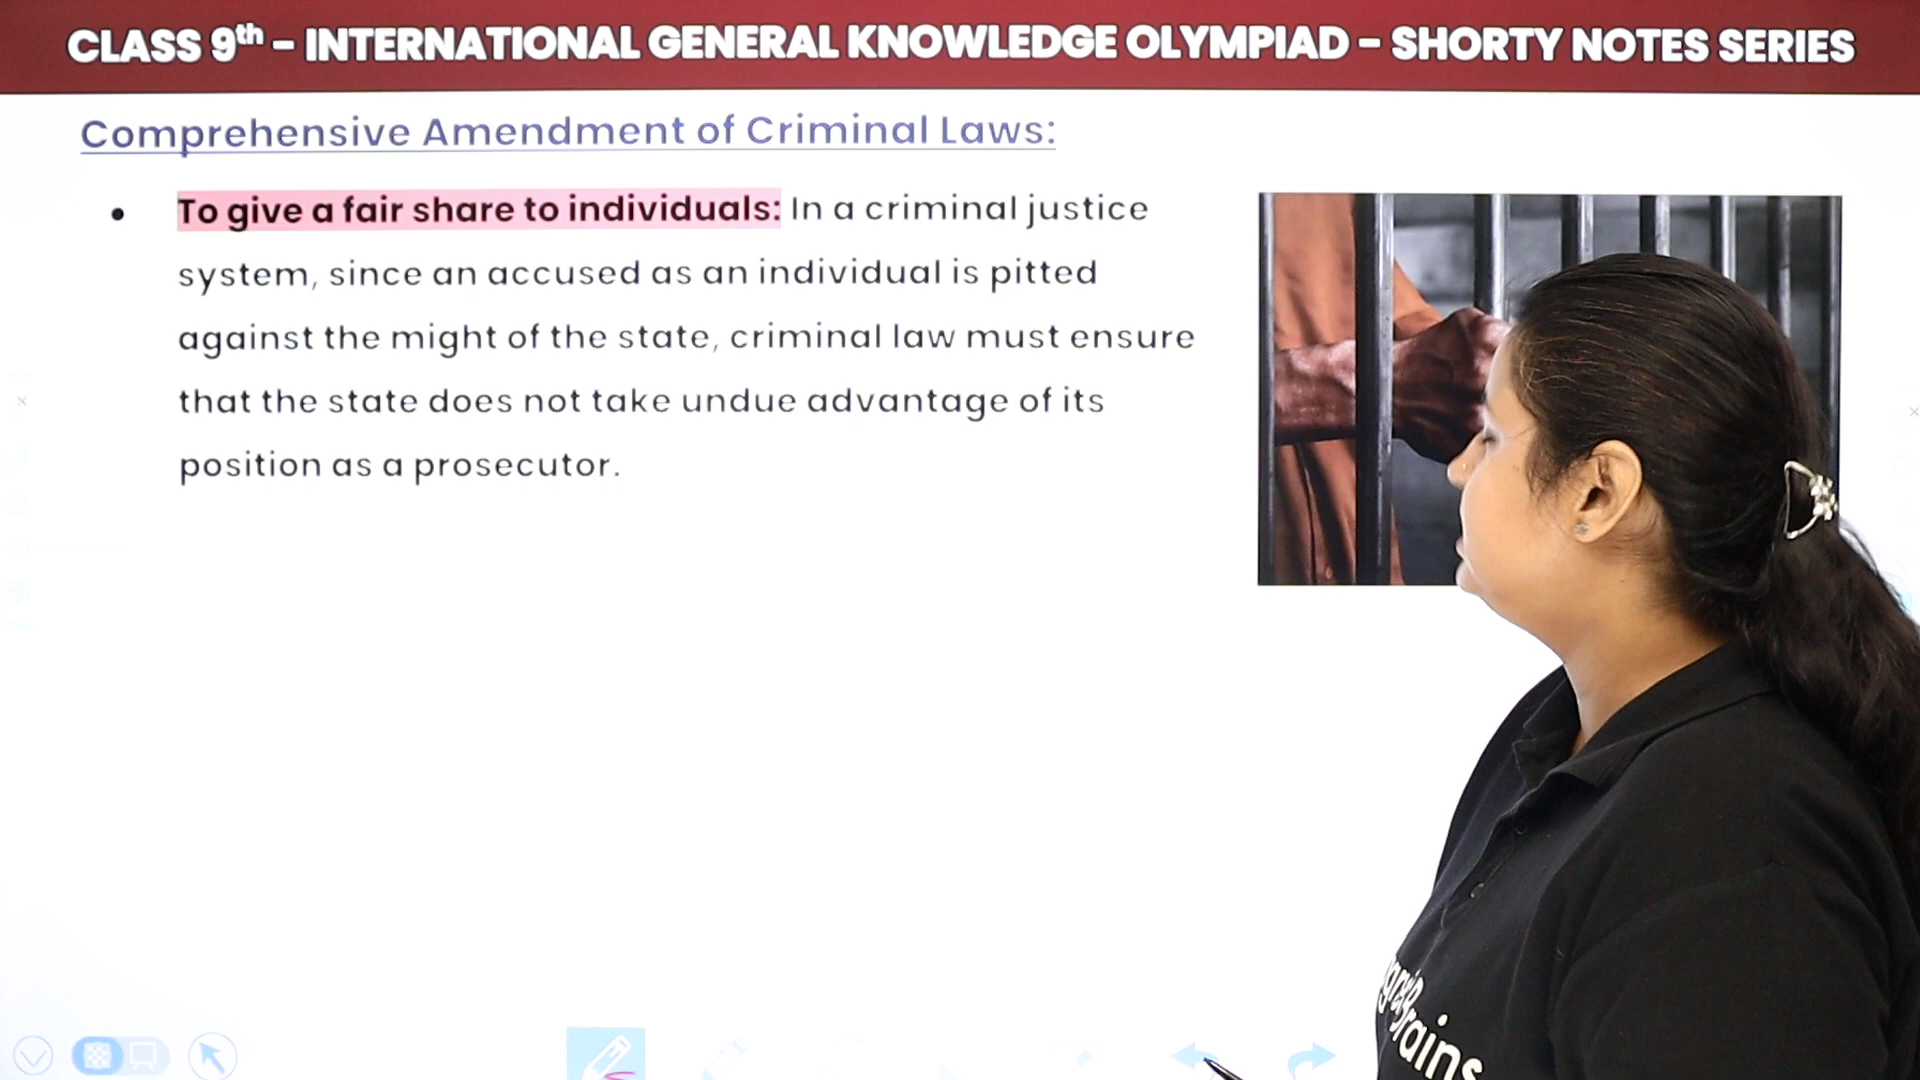 CLASS 9th - INTERNATIONAL GENERAL KNOWLEDGE OLYMPIAD - SHORTY NOTES SERIES
Comprehensive Amendment of Criminal Laws:
• To give a fair share to individuals: In a criminal justice
system, since an accused as an individual is pitted
against the might of the state, criminal law must ensure
that the state does not take undue advantage of its
position as a prosecutor.